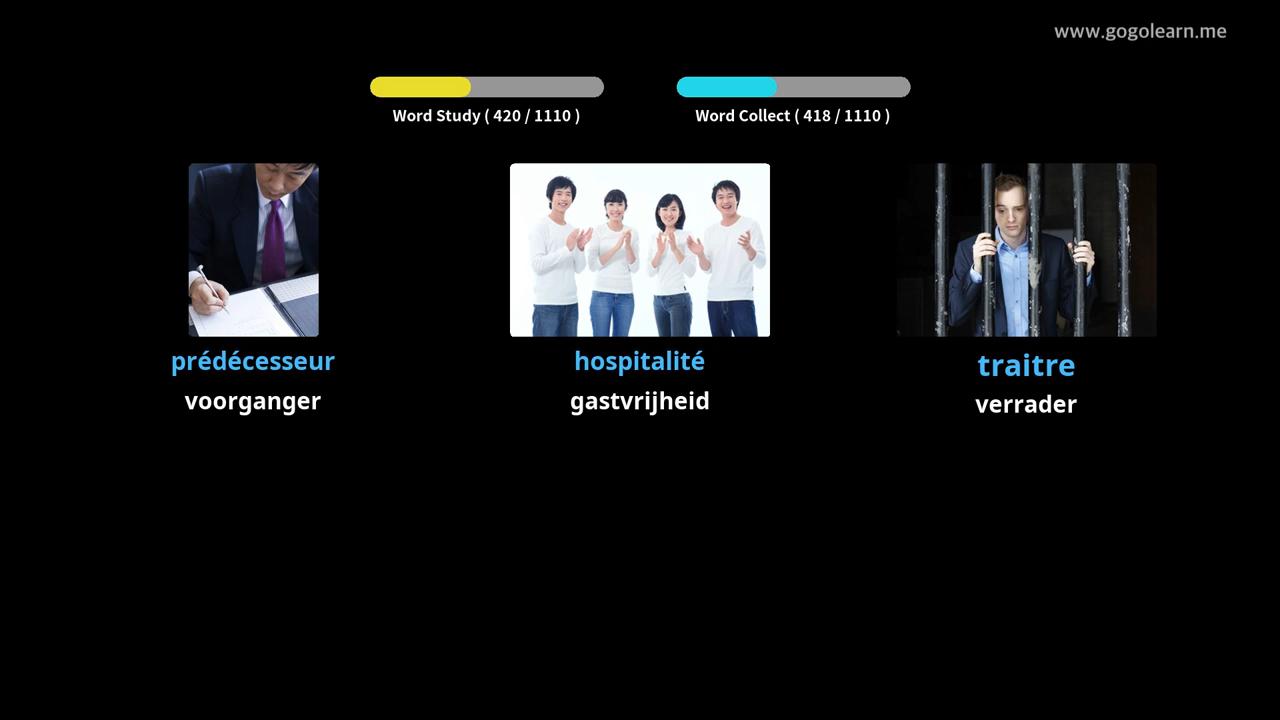 www.gogolearn.me
Word Study ( 420 / 1110 )
Word Collect ( 418 / 1110 )
prédécesseur
voorganger
hospitalité
gastvrijheid
traitre
verrader